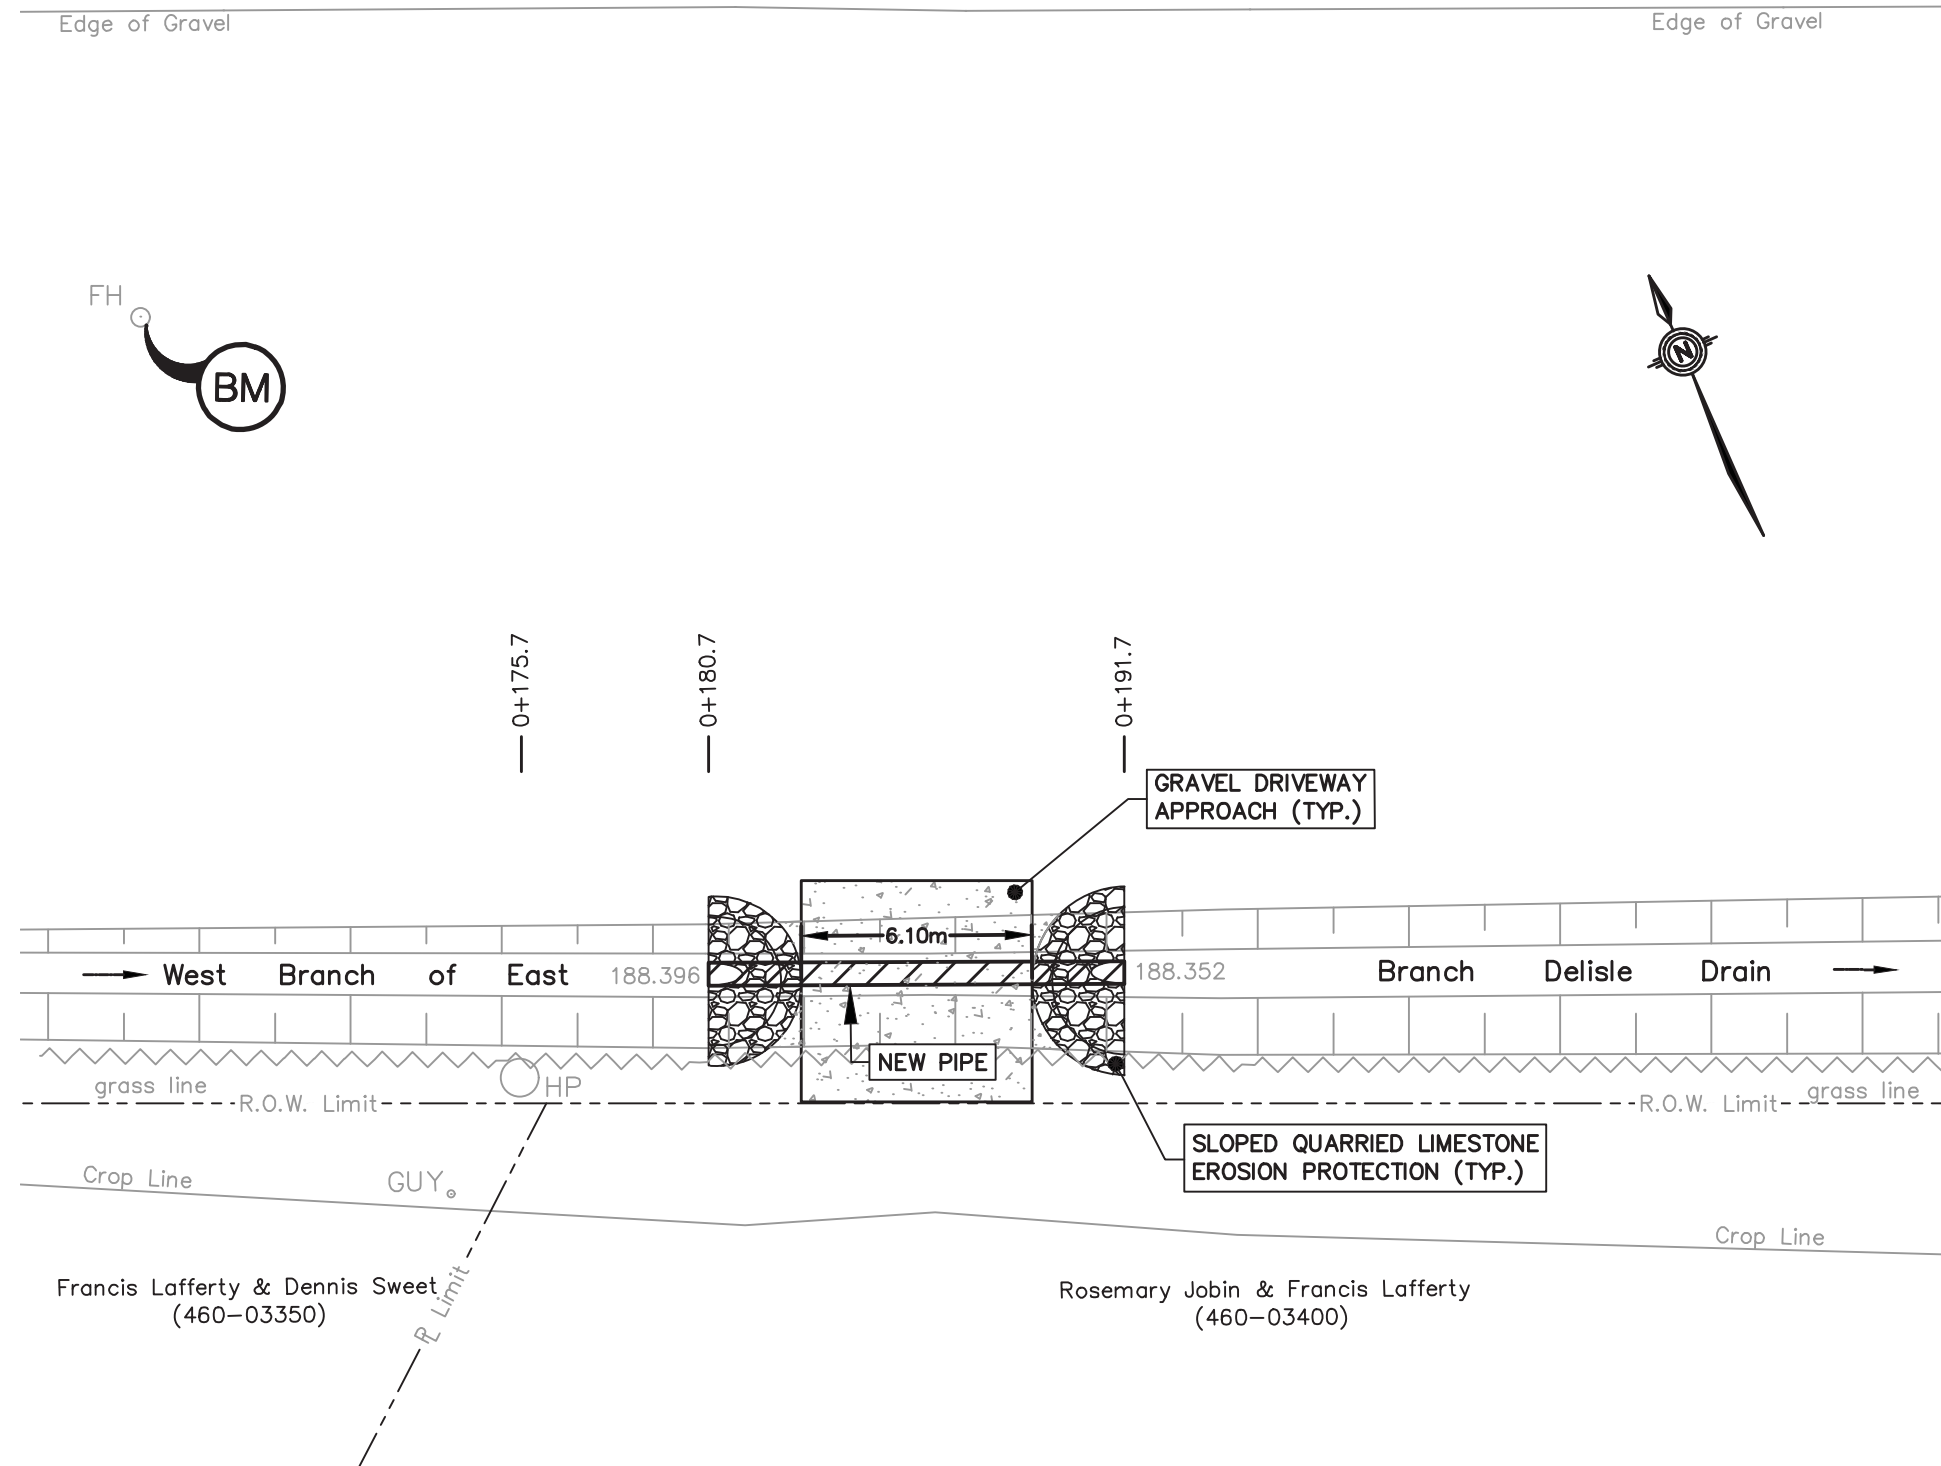 Edge of Gravel
Edge of Gravel
FH
BM
N
0+175.7
0+180.7
0+191.7
GRAVEL DRIVEWAY
APPROACH (TYP.)
6.10m
West Branch of East
188.396
188.352
Branch Delisle Drain
NEW PIPE
HP
grass line
grass line
R.O.W. Limit
R.O.W. Limit
SLOPED QUARRIED LIMESTONE
EROSION PROTECTION (TYP.)
Crop Line
GUY
Crop Line
PL Limit
Francis Lafferty & Dennis Sweet
(460-03350)
Rosemary Jobin & Francis Lafferty
(460-03400)